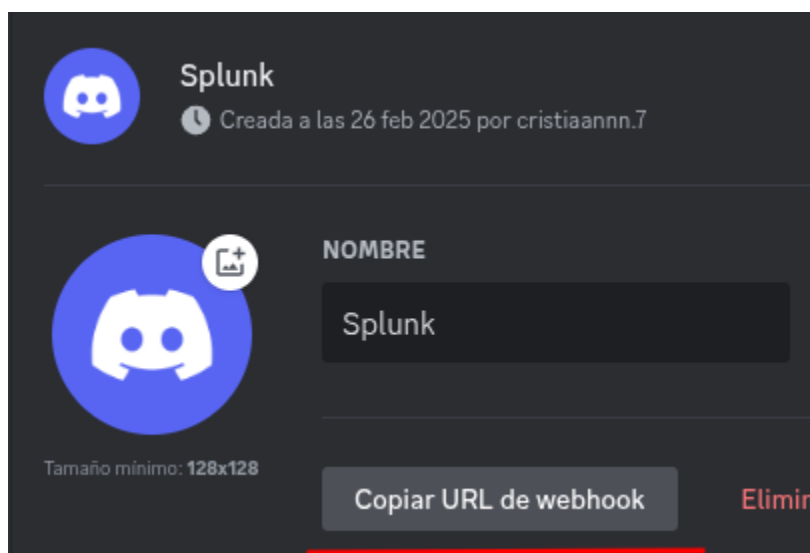 Splunk
Creada a las 26 feb 2025 por cristiaannn.7
NOMBRE
Splunk
Tamaño mínimo: 128x128
Copiar URL de webhook